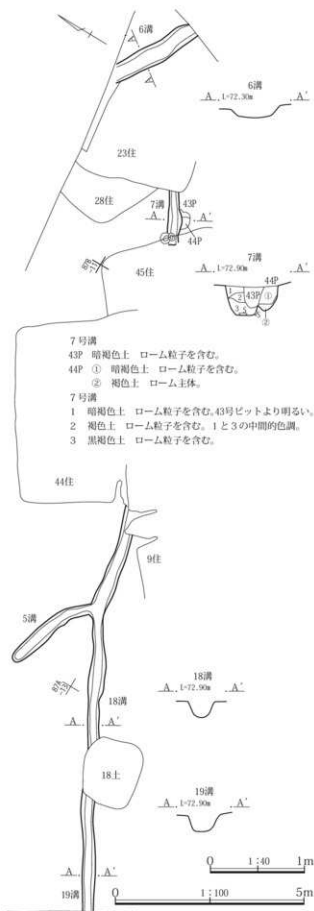 6溝
A
A'
6溝
A L=72.30m A'
23住
28住
7溝
43P
A A'
44P
45住
7溝
A L=72.90m A'
44P
1
2
43P
①
3
②
7号溝
43P 暗褐色土 ローム粒子を含む。
44P ① 暗褐色土 ローム粒子を含む。
② 褐色土 ローム主体。
7号溝
1 暗褐色土 ローム粒子を含む。43号ピットより明るい。
2 褐色土 ローム粒子を含む。1と3の中間的色調。
3 黒褐色土 ローム粒子を含む。
44住
9住
5溝
18溝
A L=72.90m A'
18溝
A A'
18土
19溝
A L=72.90m A'
A A'
19溝
0 1:40 1m
0 1:100 5m